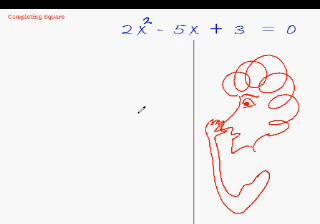 Completing Square
2x² - 5x + 3 = 0